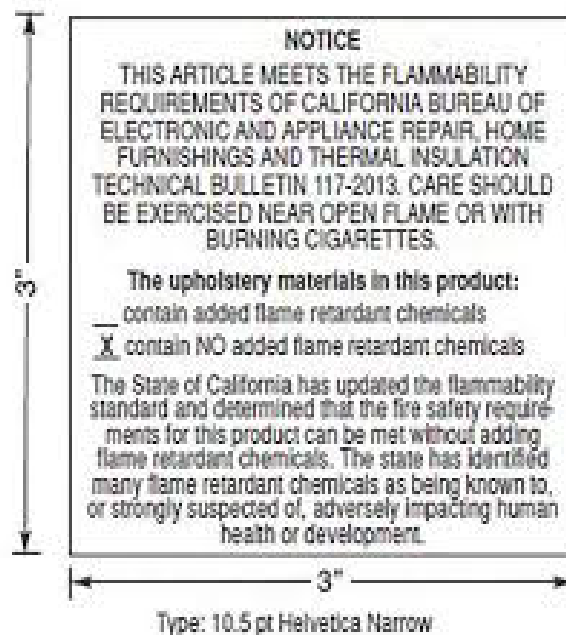 NOTICE
THIS ARTICLE MEETS THE FLAMMABILITY
REQUIREMENTS OF CALIFORNIA BUREAU OF
ELECTRONIC AND APPLIANCE REPAIR, HOME
FURNISHINGS AND THERMAL INSULATION
TECHNICAL BULLETIN 117-2013. CARE SHOULD
BE EXERCISED NEAR OPEN FLAME OR WITH
BURNING CIGARETTES.
The upholstery materials in this product:
__ contain added flame retardant chemicals
X contain NO added flame retardant chemicals
The State of California has updated the flammability
standard and determined that the fire safety require-
ments for this product can be met without adding
flame retardant chemicals. The state has identified
many flame retardant chemicals as being known to,
or strongly suspected of, adversely impacting human
health or development.
3"
3"
Type: 10.5 pt Helvetica Narrow